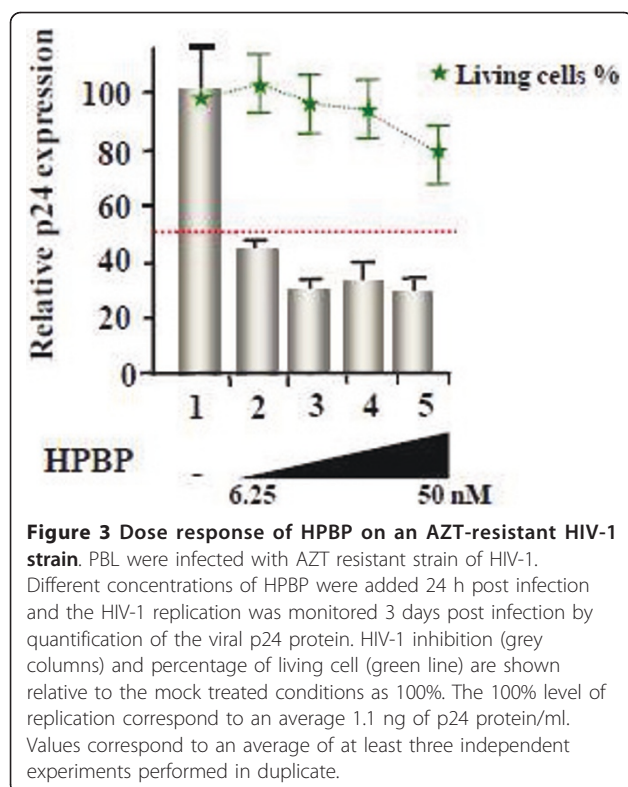 Relative p24 expression
100
80
60
40
20
0
Living cells %
1 2 3 4 5
HPBP
-
6.25 50 nM
Figure 3 Dose response of HPBP on an AZT-resistant HIV-1
strain. PBL were infected with AZT resistant strain of HIV-1.
Different concentrations of HPBP were added 24 h post infection
and the HIV-1 replication was monitored 3 days post infection by
quantification of the viral p24 protein. HIV-1 inhibition (grey
columns) and percentage of living cell (green line) are shown
relative to the mock treated conditions as 100%. The 100% level of
replication correspond to an average 1.1 ng of p24 protein/ml.
Values correspond to an average of at least three independent
experiments performed in duplicate.